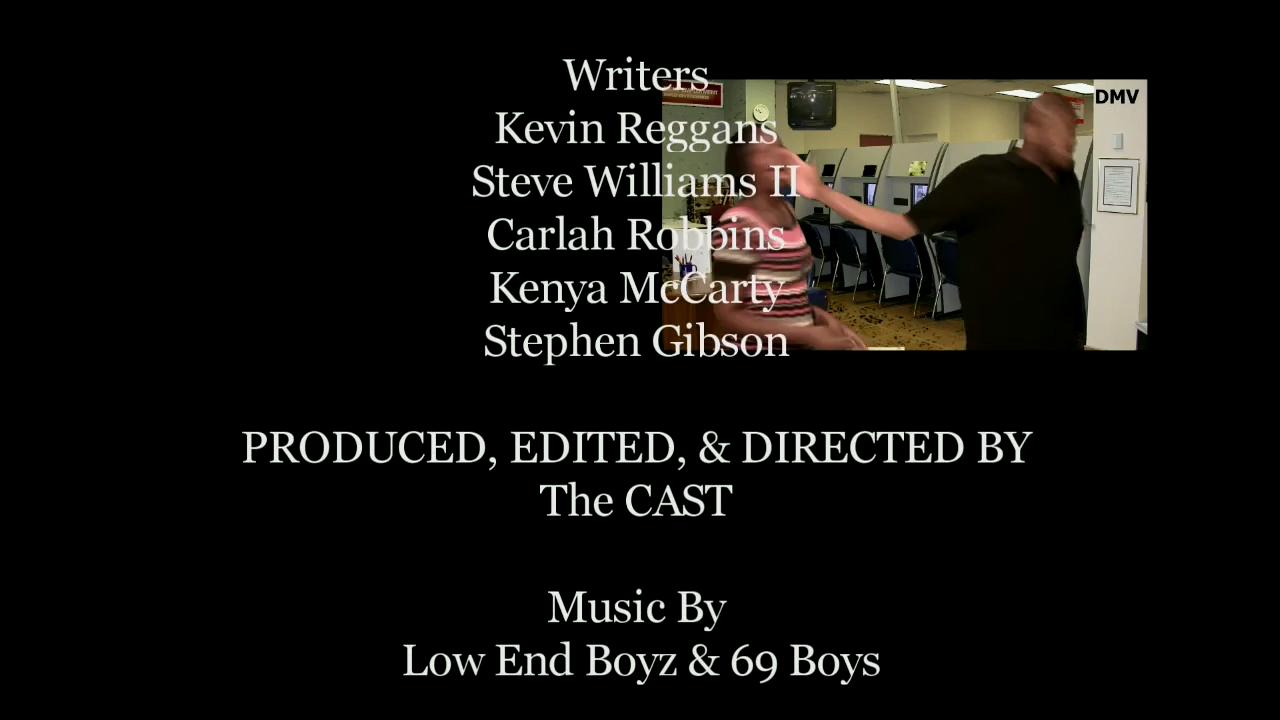 Writers
Kevin Reggans
Steve Williams II
Carlah Robbins
Kenya McCarty
Stephen Gibson
PRODUCED, EDITED, & DIRECTED BY
The CAST
Music By
Low End Boyz & 69 Boys
DMV